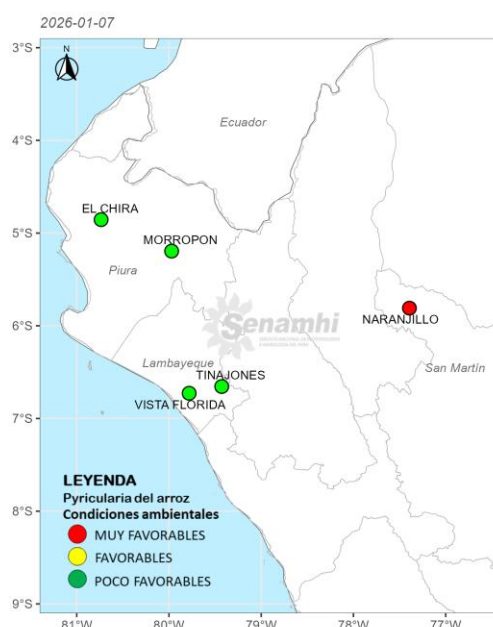 2026-01-07
N
3°S
4°S
5°S
6°S
7°S
8°S
9°S
Ecuador
EL CHIRA
MORROPON
Piura
NARANJILLO
Senamhi
Lambayeque
TINAJONES
San Martín
VISTA FLORIDA
LEYENDA
Pyricularia del arroz
Condiciones ambientales
MUY FAVORABLES
FAVORABLES
POCO FAVORABLES
81°W
80°W
79°W
78°W
77°W